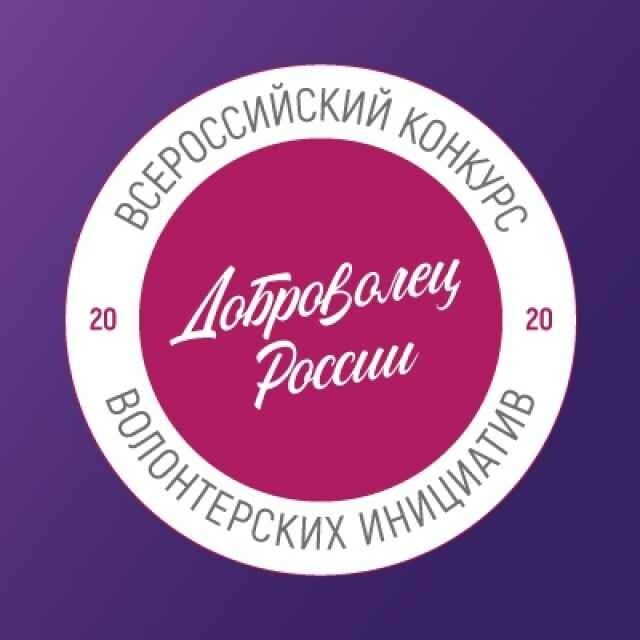 ВСЕРОССИЙСКИЙ КОНКУРС
20
Доброволец
России
20
ВОЛОНТЕРСКИХ ИНИЦИАТИВ